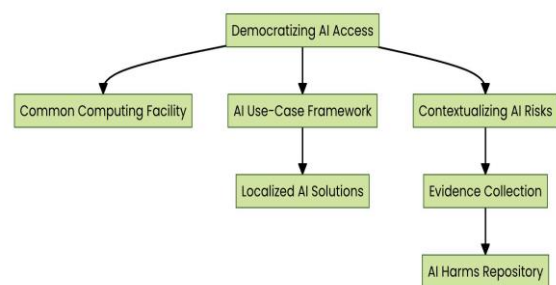 Democratizing AI Access
Common Computing Facility
AI Use-Case Framework
Contextualizing AI Risks
Localized AI Solutions
Evidence Collection
AI Harms Repository